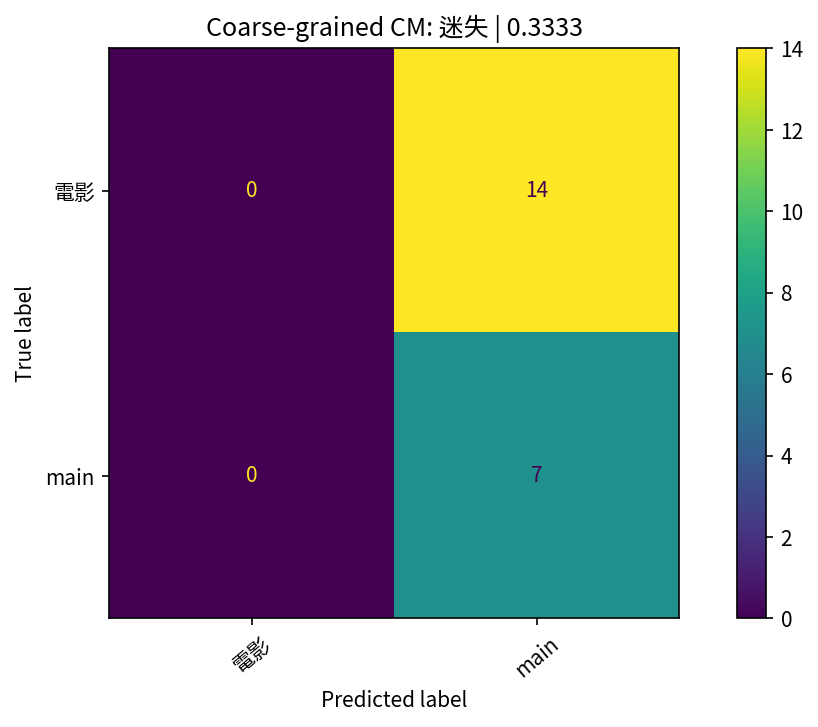 Coarse-grained CM: 迷失 | 0.3333
True label
電影
main
0
14
0
7
電影
main
Predicted label
14
12
10
8
6
4
2
0